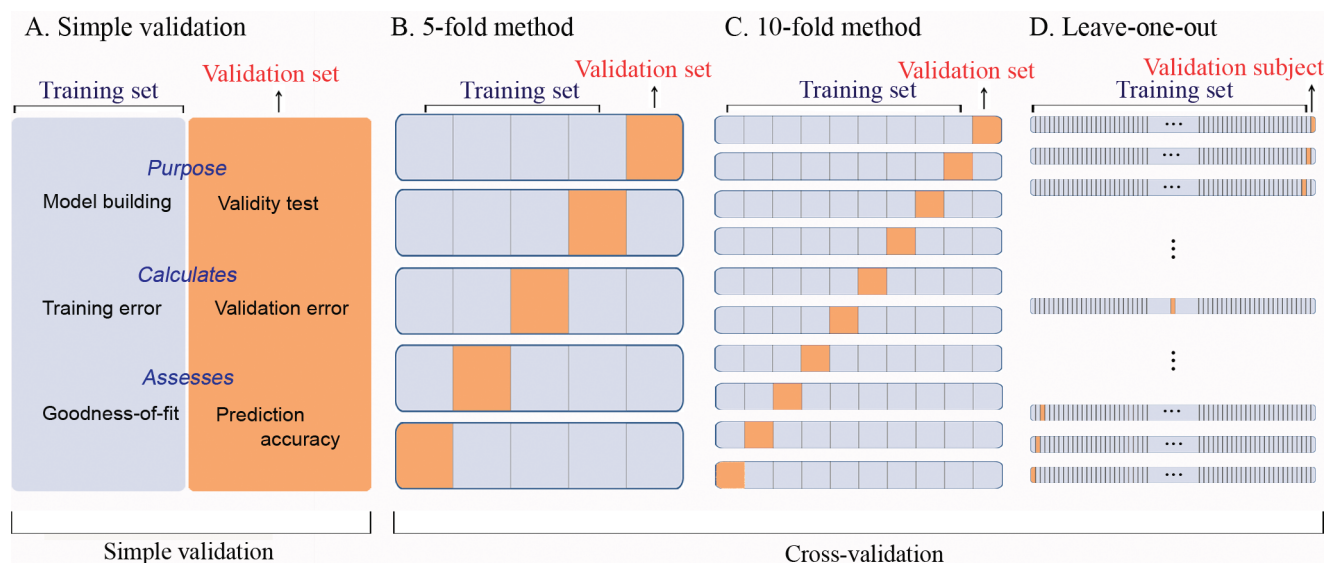 A. Simple validation
Training set
Validation set
Purpose
Model building
Validity test
Calculates
Training error
Validation error
Assesses
Goodness-of-fit
Prediction
accuracy
Simple validation
B. 5-fold method
Validation set
Training set
C. 10-fold method
Validation set
Training set
D. Leave-one-out
Validation subject
Training set
Cross-validation